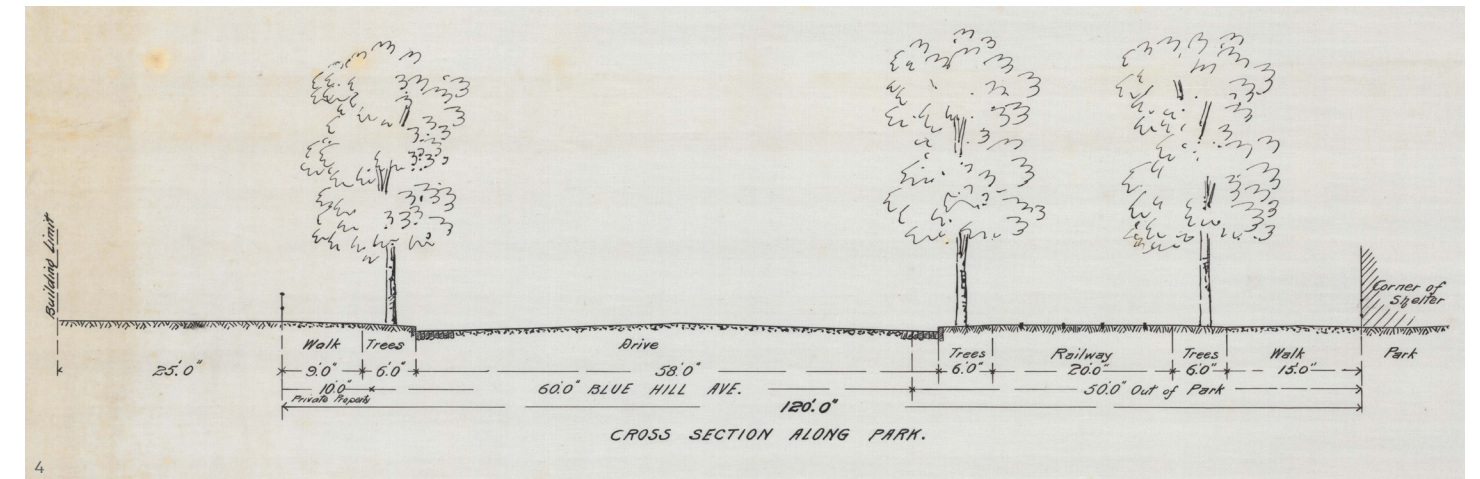 Building Limit
Corner of
Shelter
Walk Trees Drive Trees Railway Trees Walk Park
25'.0" 9'.0" 6'.0" 58'.0" 6'.0" 20'.0" 6'.0" 15'.0"
10'.0" 60'.0" BLUE HILL AVE. 50'.0" Out of Park
Private Property
120'.0"
CROSS SECTION ALONG PARK.
4